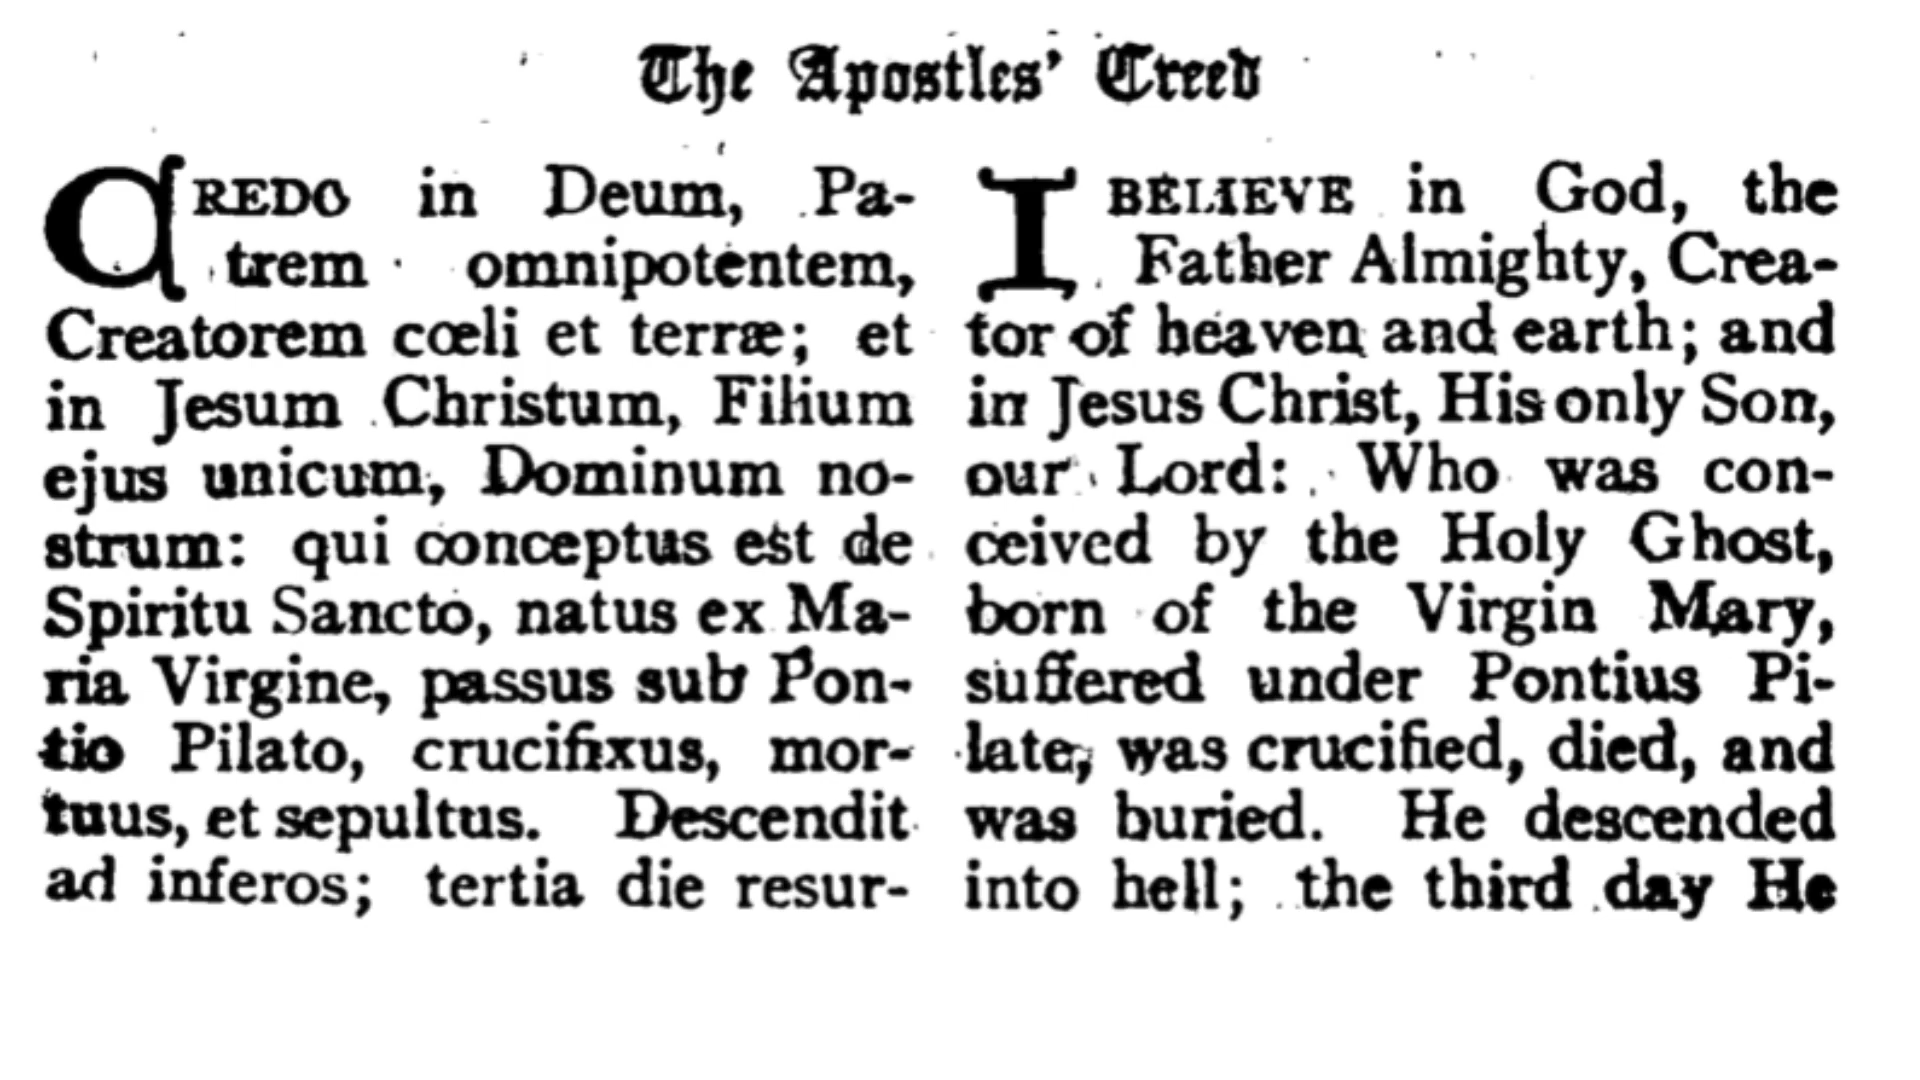 The Apostles' Creed
CREDO in Deum, Pa-
trem omnipotentem,
Creatorem cœli et terræ; et
in Jesum Christum, Filium
ejus unicum, Dominum no-
strum: qui conceptus est de
Spiritu Sancto, natus ex Ma-
ria Virgine, passus sub Pon-
tio Pilato, crucifixus, mor-
tuus, et sepultus. Descendit
ad inferos; tertia die resur-
I BELIEVE in God, the
Father Almighty, Crea-
tor of heaven and earth; and
in Jesus Christ, His only Son,
our Lord: Who was con-
ceived by the Holy Ghost,
born of the Virgin Mary,
suffered under Pontius Pi-
late, was crucified, died, and
was buried. He descended
into hell; the third day He